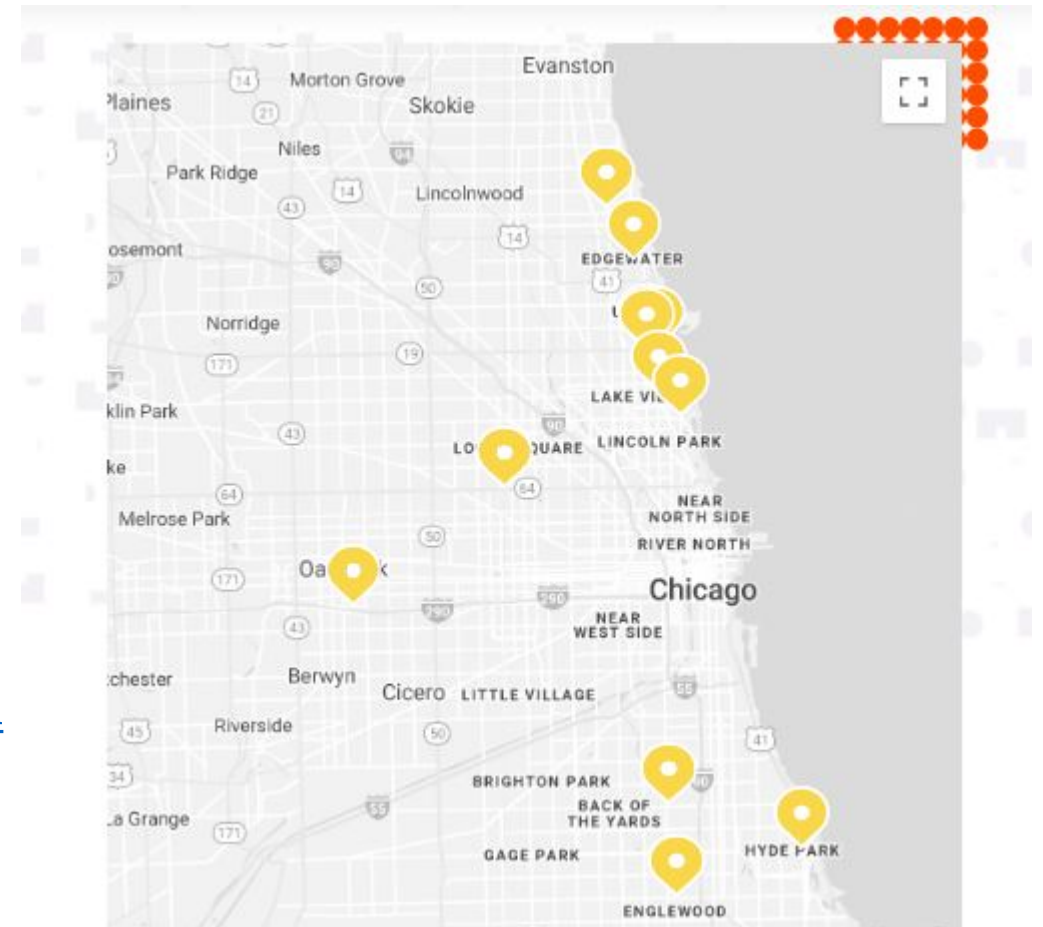 Evanston
14
Morton Grove
Plaines
Skokie
21
Niles
94
Park Ridge
14
Lincolnwood
43
14
osemont
90
EDGEWATER
41
50
Norridge
19
171
LAKE VI
klin Park
90
43
LINCOLN PARK
LO QUARE
ke
64
64
NEAR
NORTH SIDE
Melrose Park
50
RIVER NORTH
Oa k
171
Chicago
290
290
NEAR
WEST SIDE
43
chester
Berwyn
Cicero
LITTLE VILLAGE
55
Riverside
45
50
41
34
BRIGHTON PARK
90
55
BACK OF
THE YARDS
La Grange
171
GAGE PARK
HYDE PARK
ENGLEWOOD